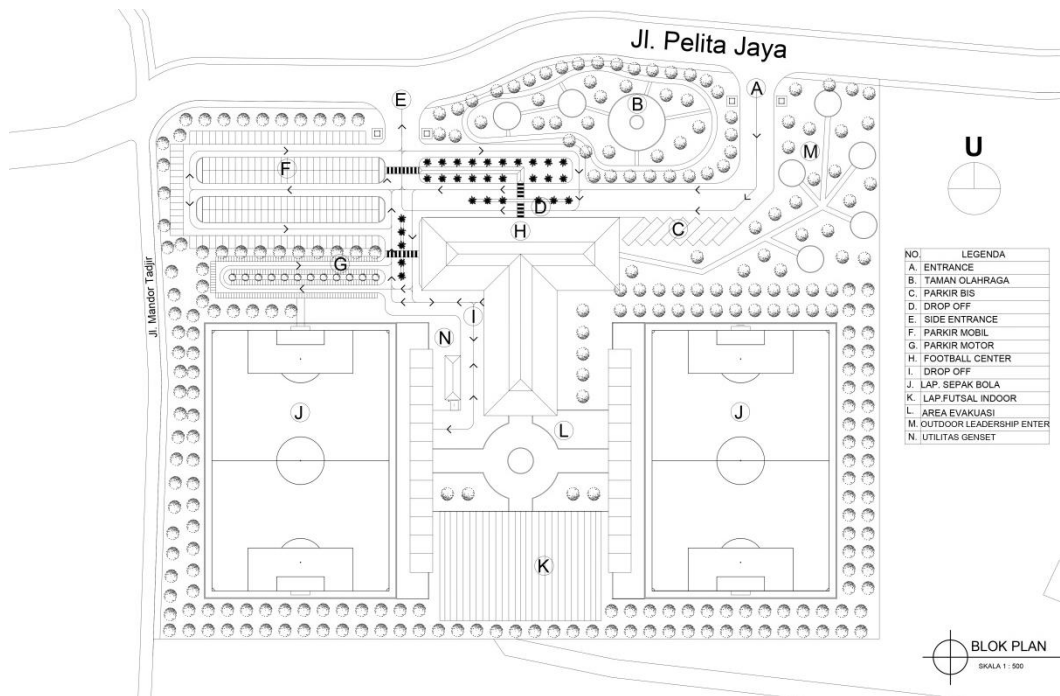 Jl. Pelita Jaya
A
E
B
M
F
U
D
H
C
G
NO. LEGENDA
A. ENTRANCE
B. TAMAN OLAHRAGA
C. PARKIR BIS
D. DROP OFF
E. SIDE ENTRANCE
F. PARKIR MOBIL
G. PARKIR MOTOR
H. FOOTBALL CENTER
I. DROP OFF
J. LAP. SEPAK BOLA
K. LAP.FUTSAL INDOOR
L. AREA EVAKUASI
M. OUTDOOR LEADERSHIP ENTER
N. UTILITAS GENSET
Jl. Mandor Tadjir
I
N
J
J
L
K
BLOK PLAN
SKALA 1 : 500